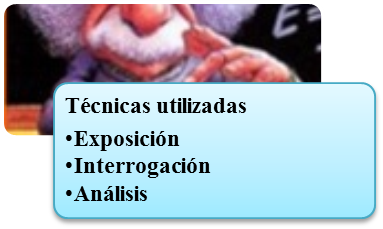 E=
Técnicas utilizadas
•Exposición
•Interrogación
•Análisis